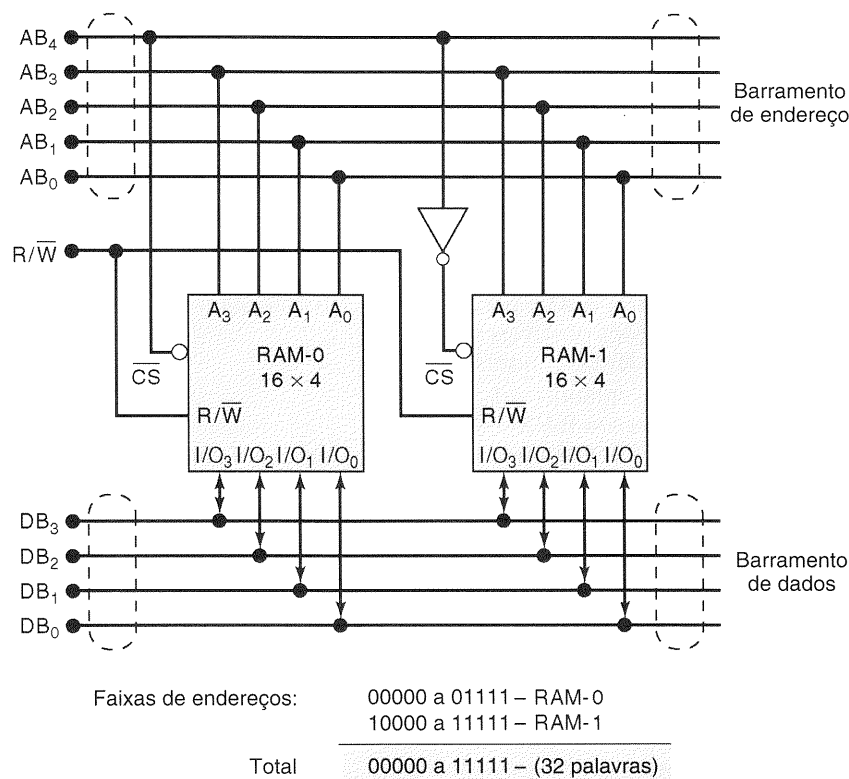 AB₄
AB₃
AB₂
AB₁
AB₀
Barramento
de endereço
R/W̅
A₃ A₂ A₁ A₀
RAM-0
16 × 4
C̅S̅
R/W̅
I/O₃ I/O₂ I/O₁ I/O₀
A₃ A₂ A₁ A₀
RAM-1
16 × 4
C̅S̅
R/W̅
I/O₃ I/O₂ I/O₁ I/O₀
DB₃
DB₂
DB₁
DB₀
Barramento
de dados
Faixas de endereços: 00000 a 01111 – RAM-0
10000 a 11111 – RAM-1
Total 00000 a 11111 – (32 palavras)